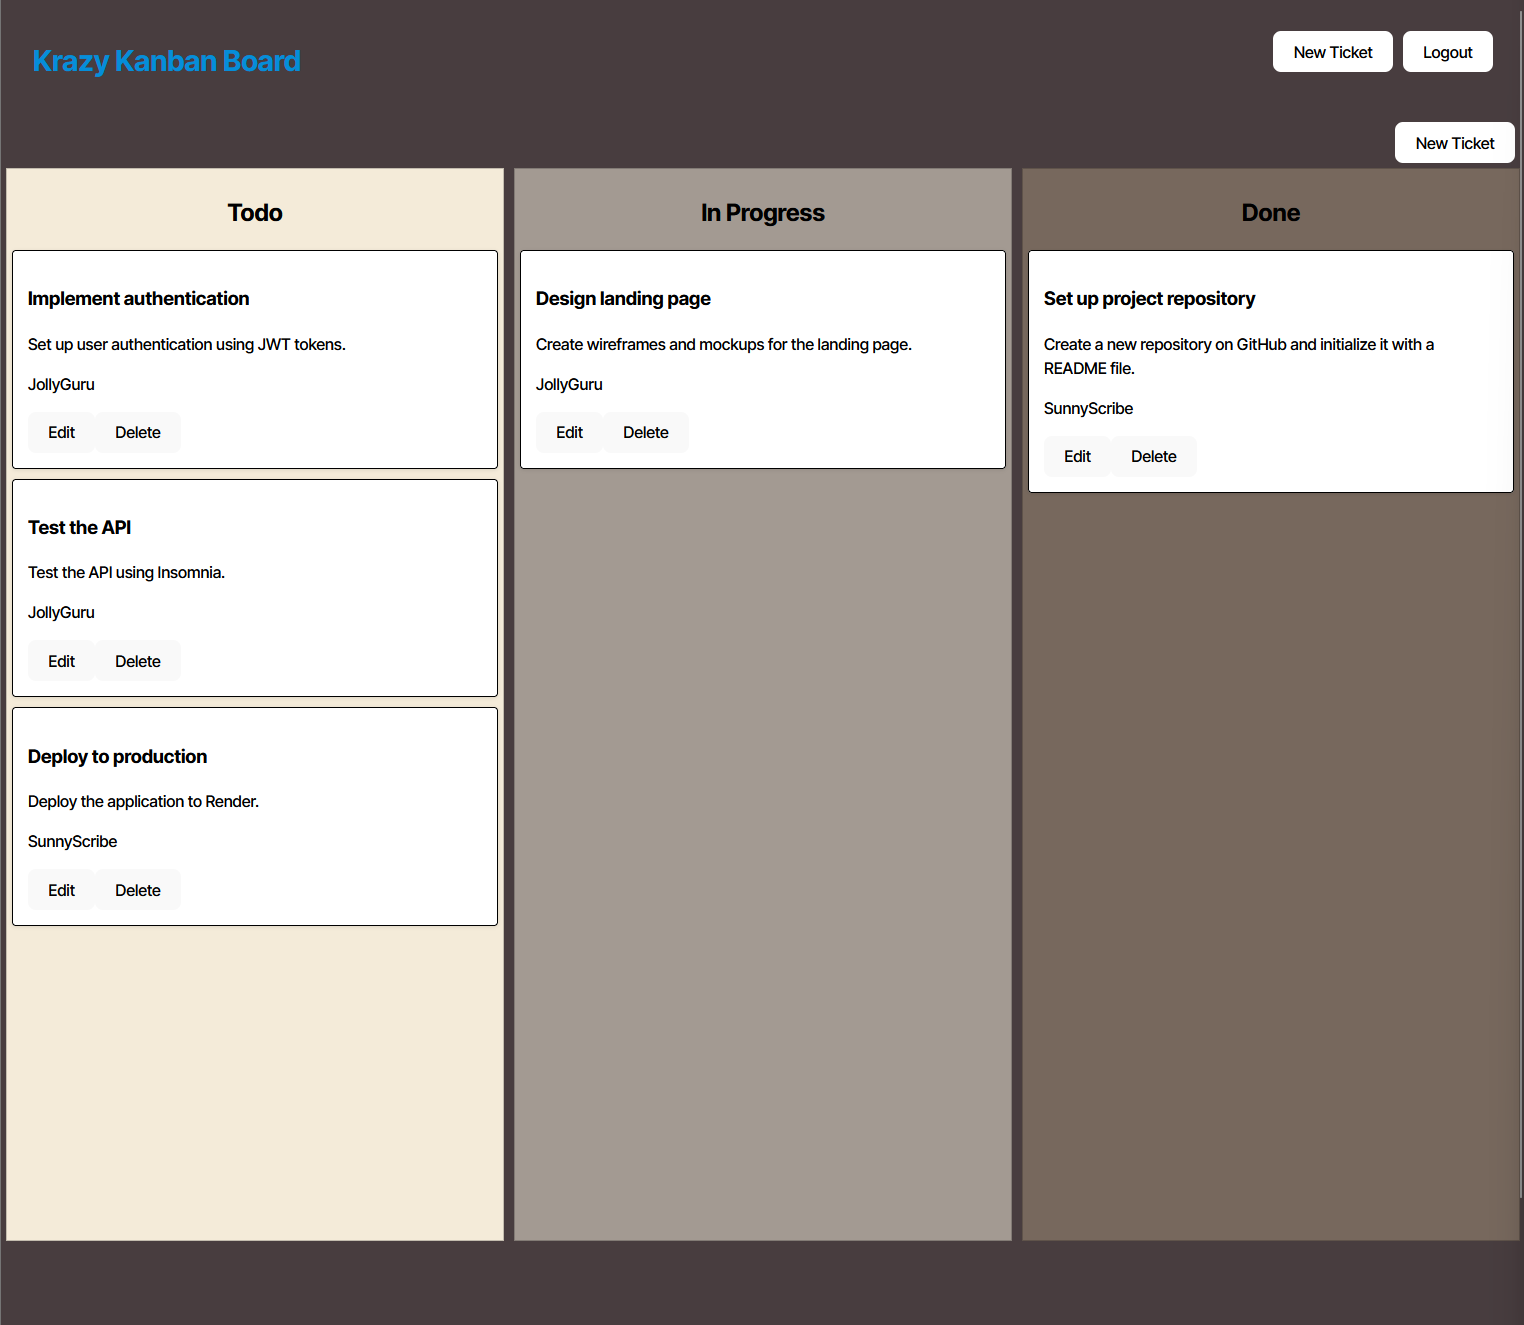 Krazy Kanban Board
New Ticket
Logout
New Ticket
Todo
Implement authentication
Set up user authentication using JWT tokens.
JollyGuru
Edit
Delete
Test the API
Test the API using Insomnia.
JollyGuru
Edit
Delete
Deploy to production
Deploy the application to Render.
SunnyScribe
Edit
Delete
In Progress
Design landing page
Create wireframes and mockups for the landing page.
JollyGuru
Edit
Delete
Done
Set up project repository
Create a new repository on GitHub and initialize it with a
README file.
SunnyScribe
Edit
Delete